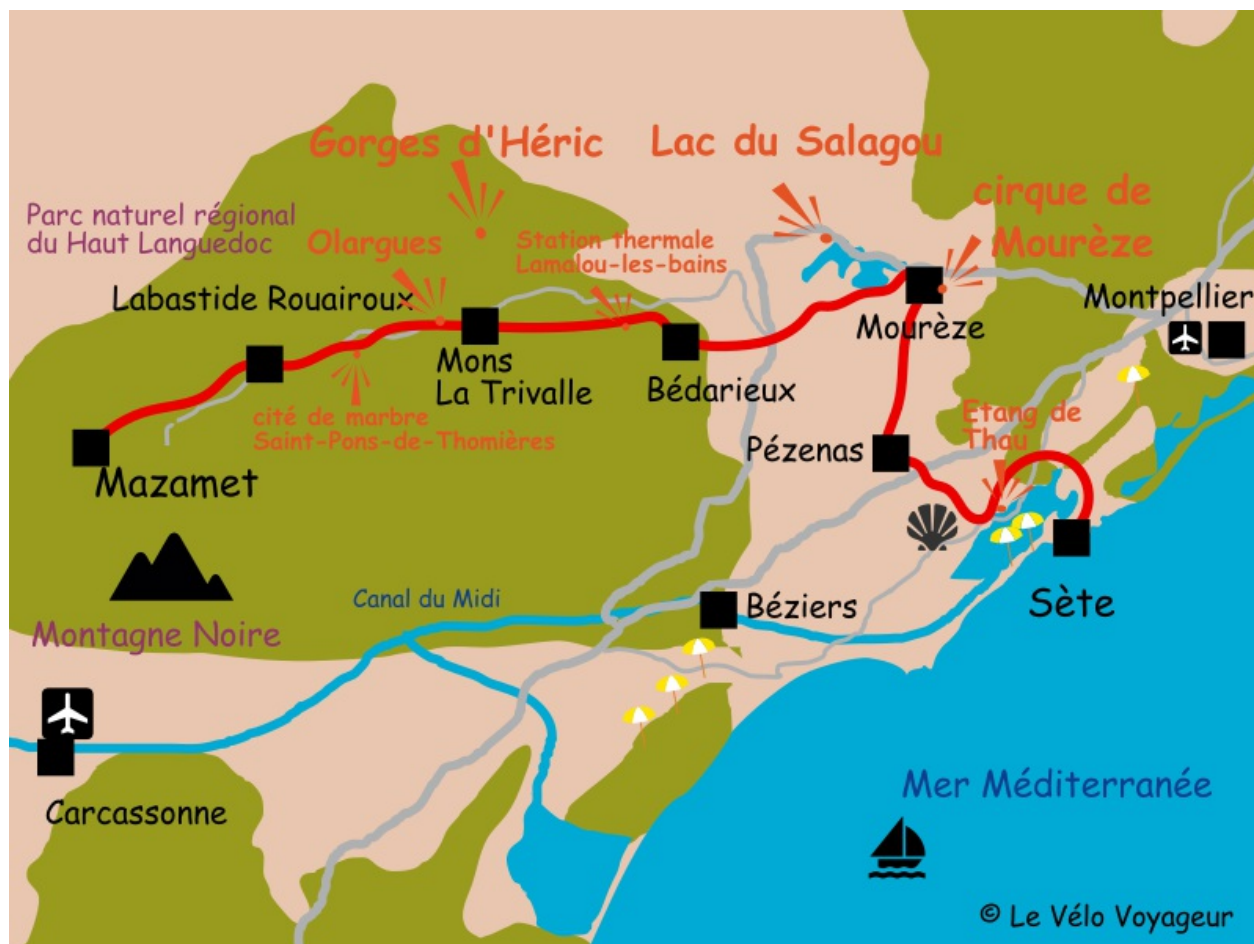 Gorges d'Héric
Lac du Salagou
cirque de
Mourèze
Parc naturel régional
du Haut Languedoc
Olargues
Station thermale
Lamalou-les-bains
Labastide Rouairoux
Montpellier
Mourèze
Mons
La Trivalle
Bédarieux
cité de marbre
Saint-Pons-de-Thomières
Etang de
Thau
Pézenas
Mazamet
Canal du Midi
Béziers
Sète
Montagne Noire
Mer Méditerranée
Carcassonne
© Le Vélo Voyageur